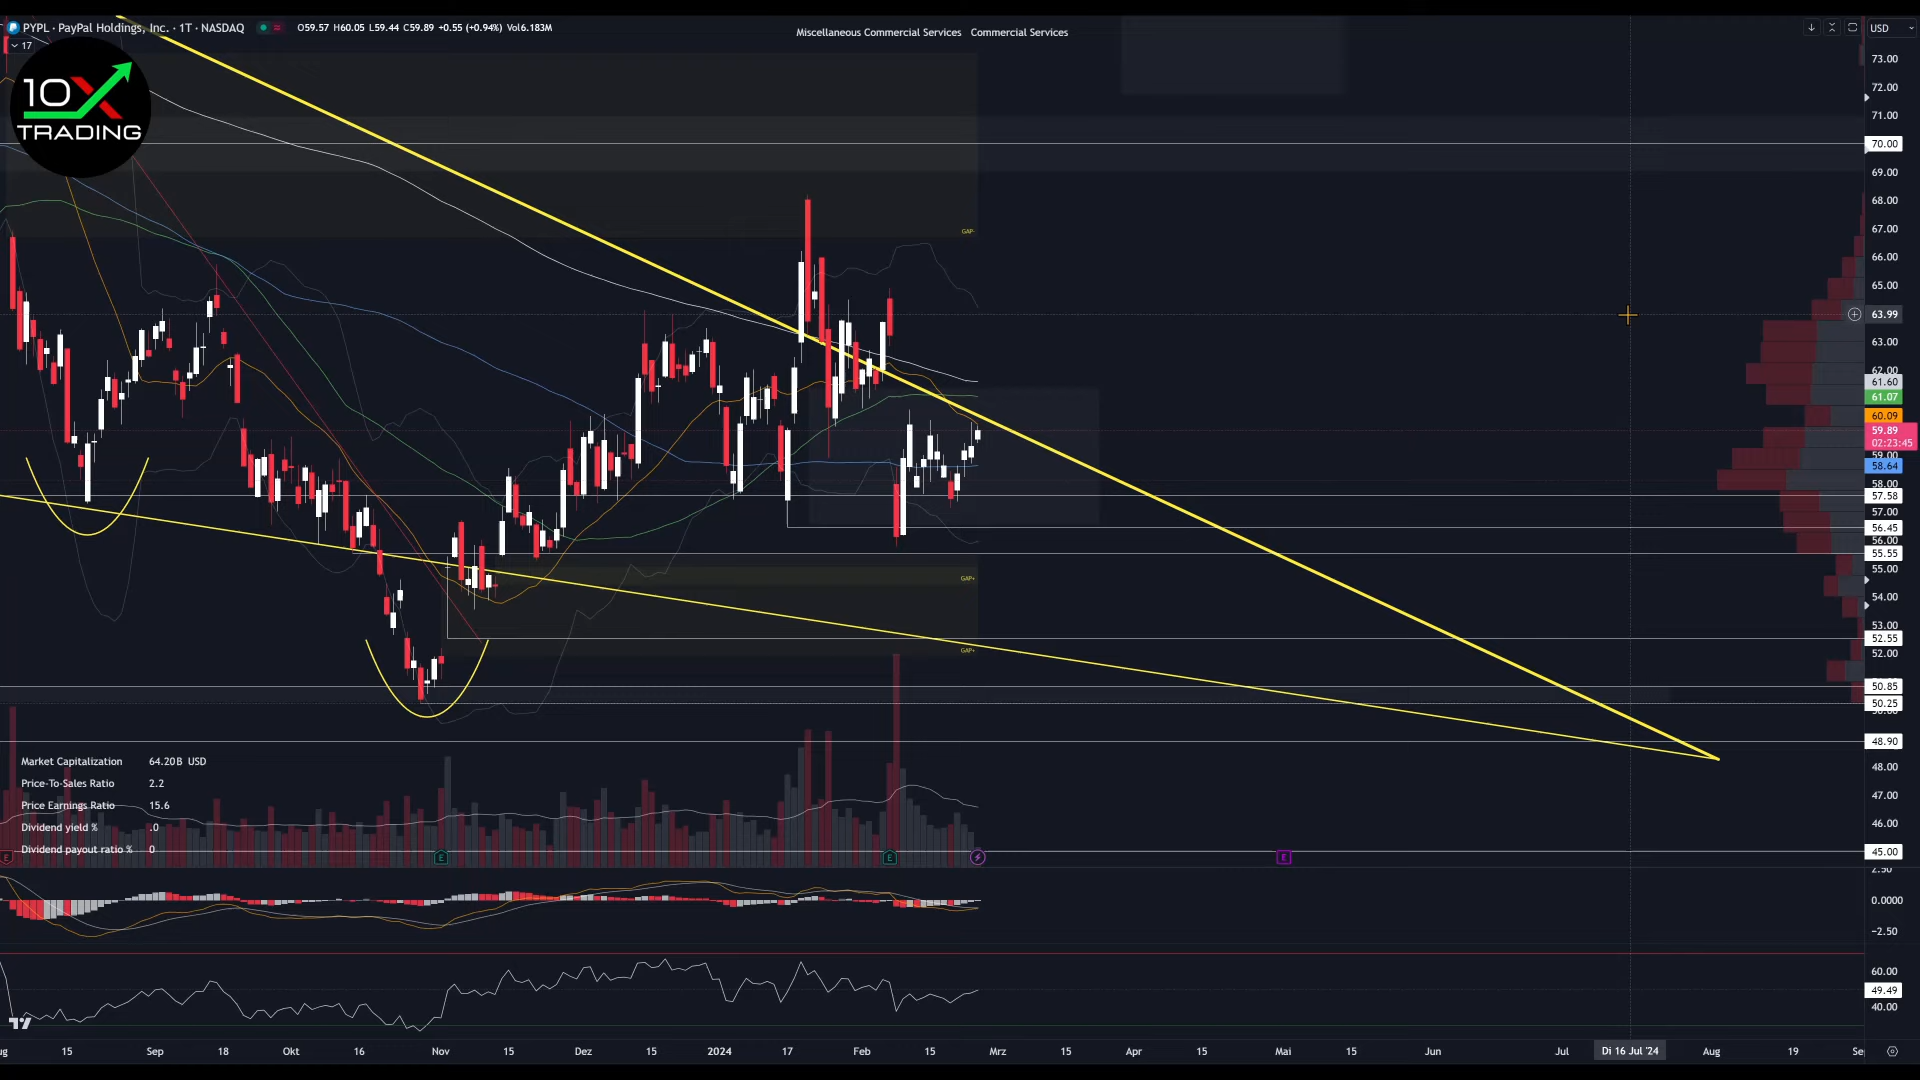 PYPL · PayPal Holdings, Inc. · 1T · NASDAQ O59.57 H60.05 L59.44 C59.89 +0.55 (+0.94%) Vol6.183M
Miscellaneous Commercial Services Commercial Services
USD
17
10X
TRADING
73.00
72.00
71.00
70.00
69.00
68.00
67.00
66.00
65.00
63.99
63.00
62.00
61.60
61.07
60.09
59.89
02:23:45
59.00
58.64
58.00
57.58
57.00
56.45
56.00
55.55
55.00
54.00
53.00
52.55
52.00
50.85
50.25
48.90
48.00
47.00
46.00
45.00
GAP-
GAP+
GAP+
Market Capitalization 64.20B USD
Price-To-Sales Ratio 2.2
Price Earnings Ratio 15.6
Dividend yield % .0
Dividend payout ratio % 0
E
E
E
E
2.50
0.0000
−2.50
60.00
49.49
40.00
ug 15 Sep 18 Okt 16 Nov 15 Dez 15 2024 17 Feb 15 Mrz 15 Apr 15 Mai 15 Jun Jul Di 16 Jul '24 Aug 19 Se